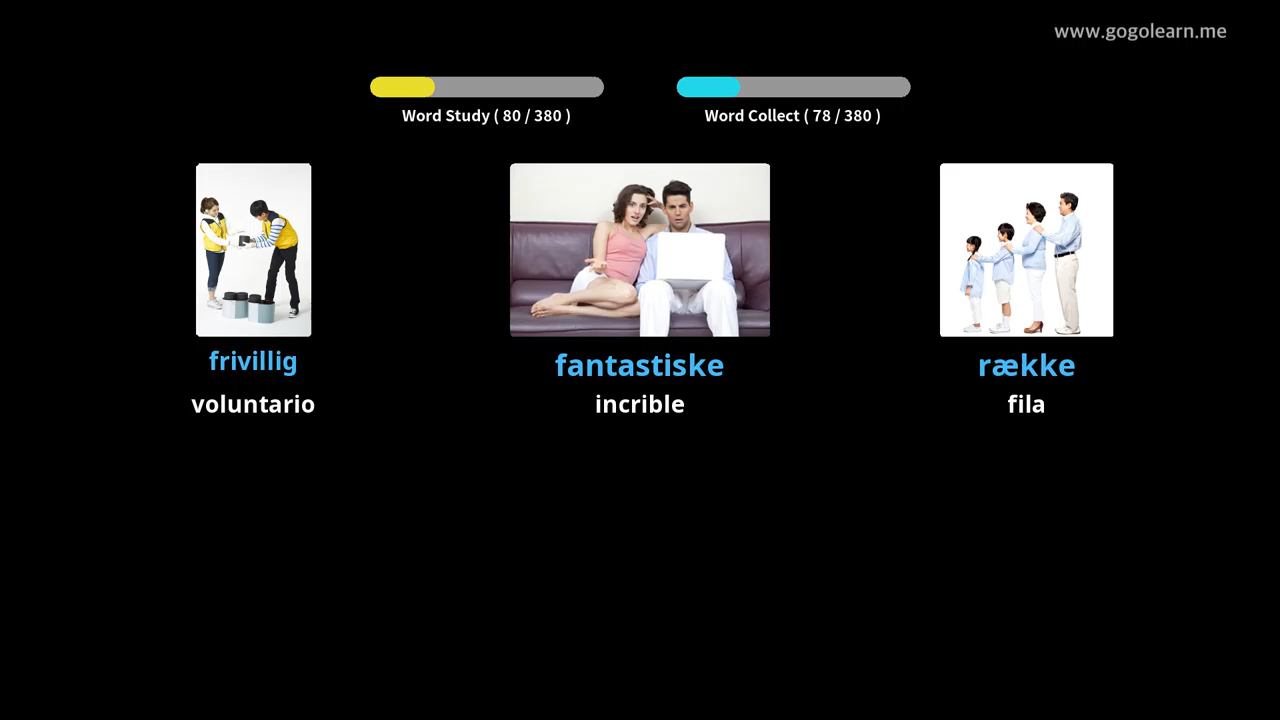 www.gogolearn.me
Word Study ( 80 / 380 )
Word Collect ( 78 / 380 )
frivillig
fantastiske
række
voluntario
incrible
fila